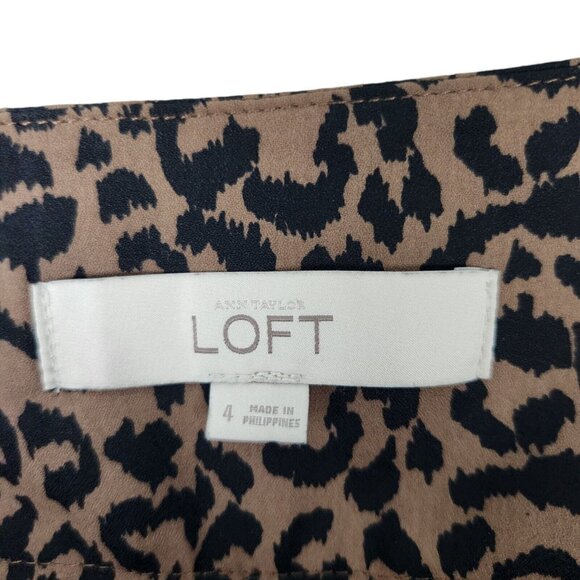 ANN TAYLOR
LOFT
4
MADE IN
PHILIPPINES